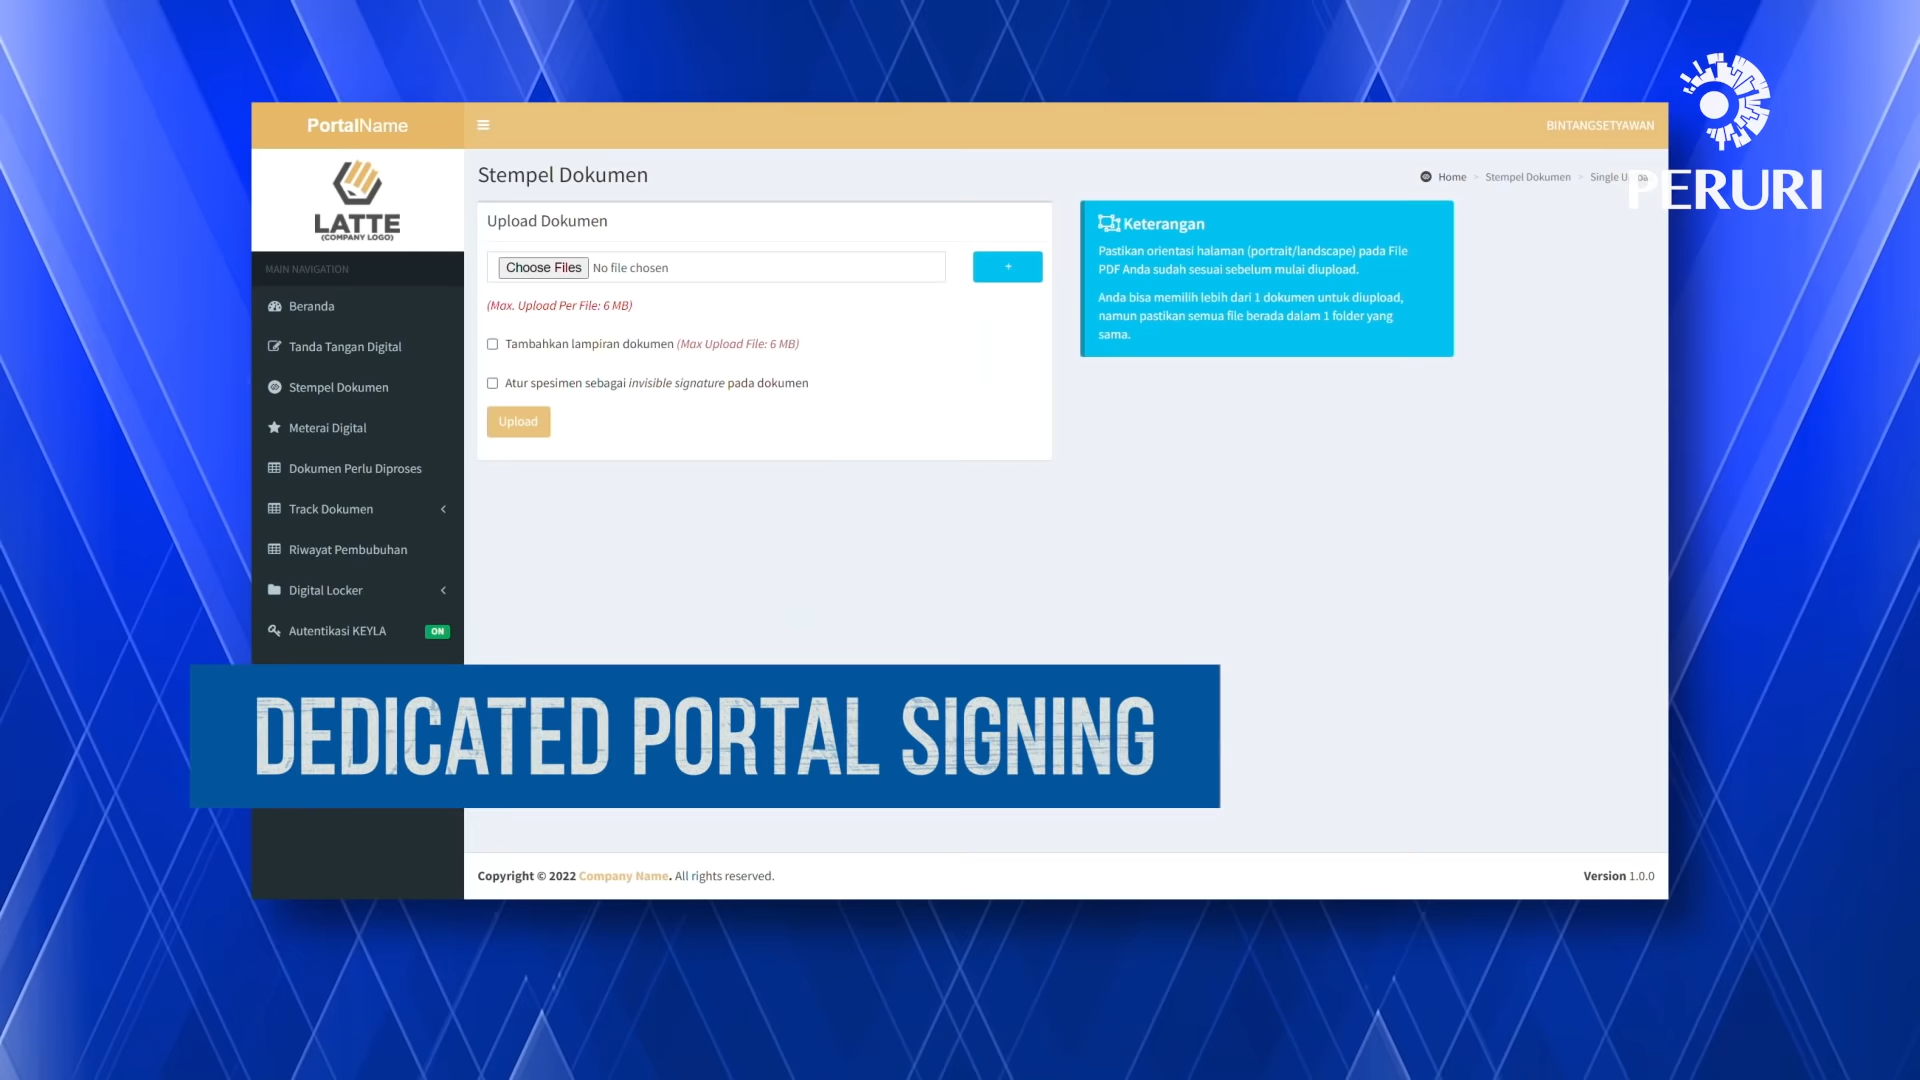 PortalName
BINTANGSETYAWAN
PERURI
LATTE
(COMPANY LOGO)
MAIN NAVIGATION
Beranda
Tanda Tangan Digital
Stempel Dokumen
Meterai Digital
Dokumen Perlu Diproses
Track Dokumen
Riwayat Pembubuhan
Digital Locker
Autentikasi KEYLA ON
Stempel Dokumen
Home > Stempel Dokumen > Single
Upload Dokumen
Choose Files No file chosen
+
(Max. Upload Per File: 6 MB)
Tambahkan lampiran dokumen (Max Upload File: 6 MB)
Atur spesimen sebagai invisible signature pada dokumen
Upload
Keterangan
Pastikan orientasi halaman (portrait/landscape) pada File
PDF Anda sudah sesuai sebelum mulai diupload.
Anda bisa memilih lebih dari 1 dokumen untuk diupload,
namun pastikan semua file berada dalam 1 folder yang
sama.
DEDICATED PORTAL SIGNING
Copyright © 2022 Company Name. All rights reserved.
Version 1.0.0